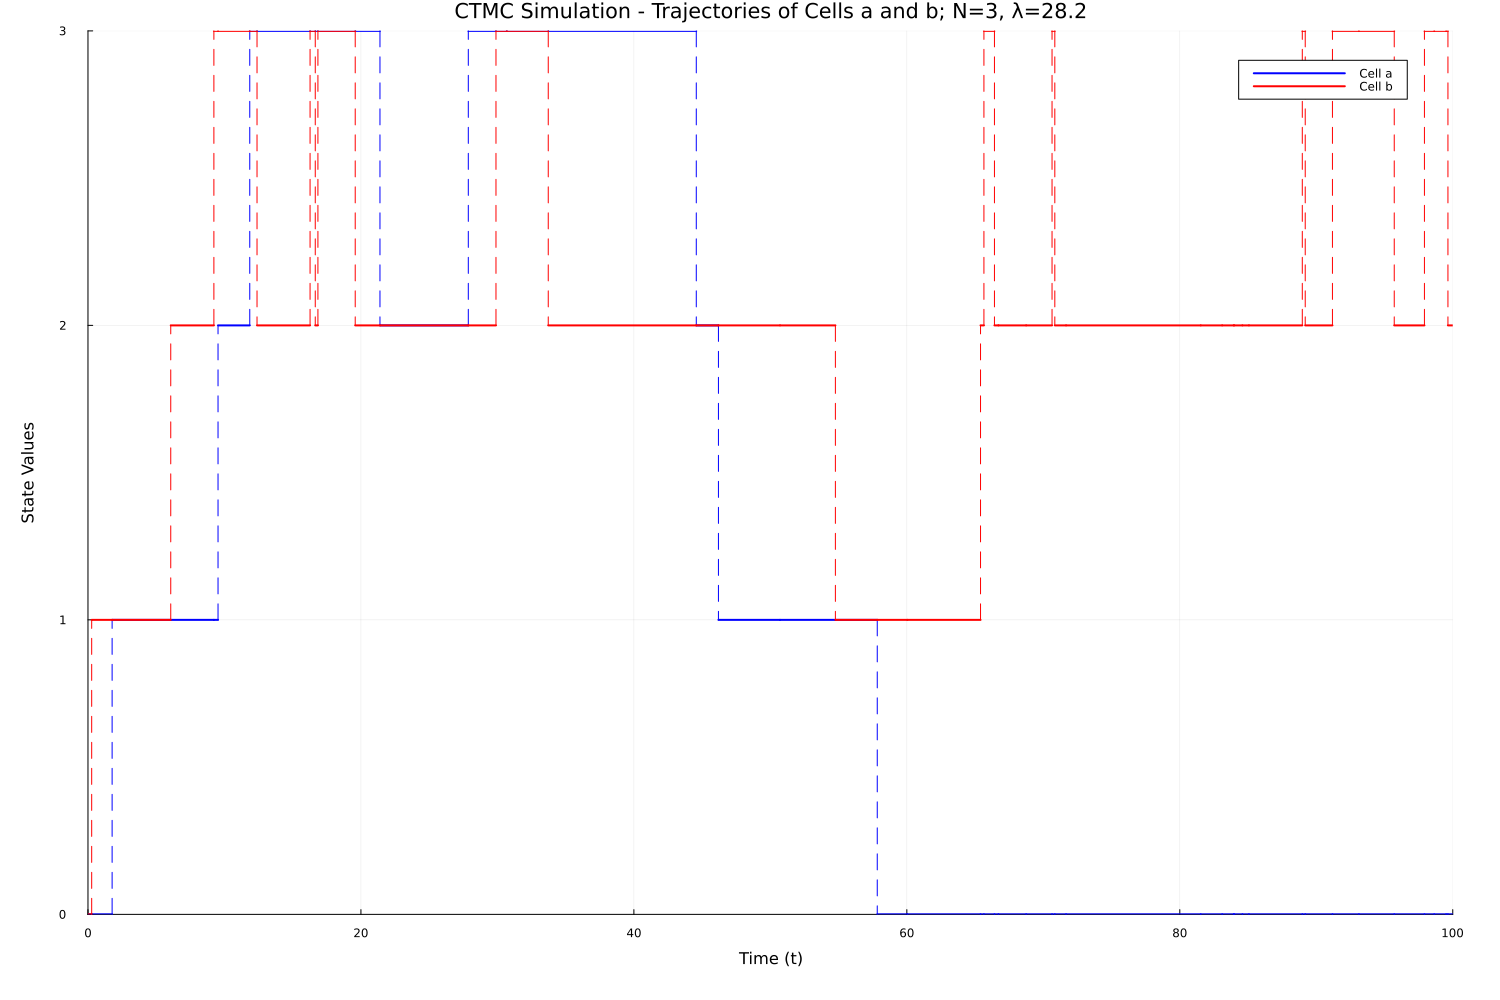 CTMC Simulation - Trajectories of Cells a and b; N=3, λ=28.2
3
Cell a
Cell b
2
State Values
1
0
0 20 40 60 80 100
Time (t)